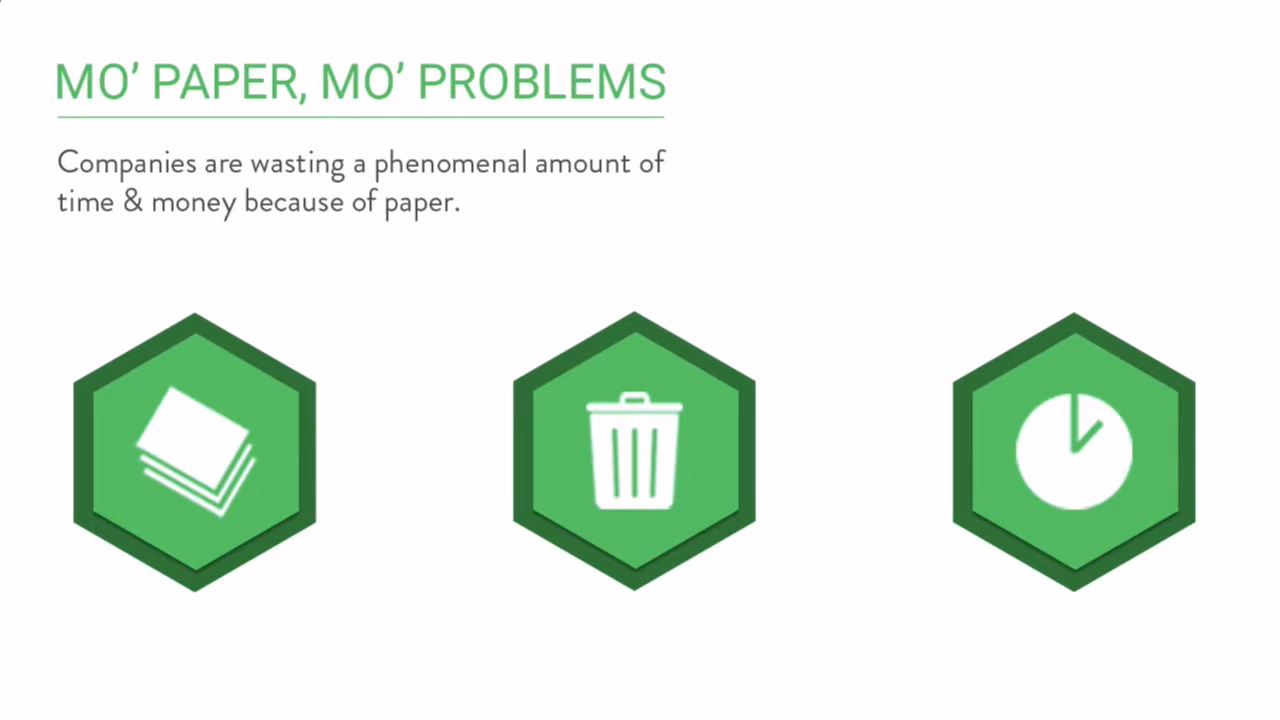 MO’ PAPER, MO’ PROBLEMS
Companies are wasting a phenomenal amount of
time & money because of paper.